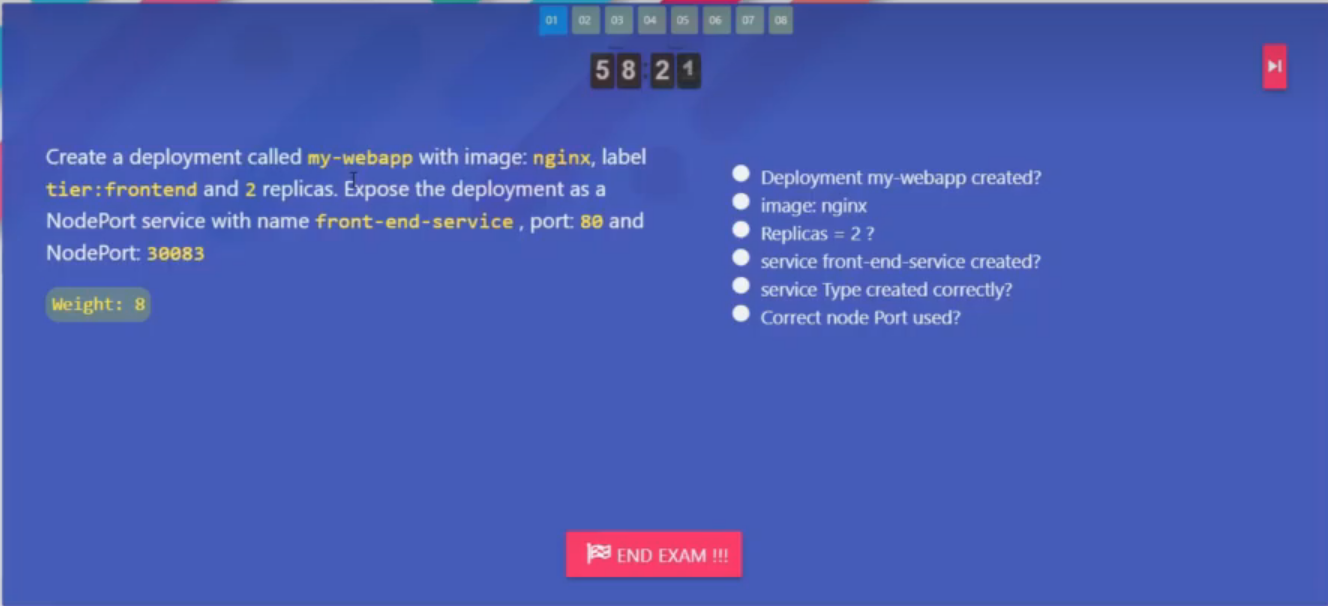 01 02 03 04 05 06 07 08
58:21
Create a deployment called my-webapp with image: nginx, label
tier:frontend and 2 replicas. Expose the deployment as a
NodePort service with name front-end-service , port: 80 and
NodePort: 30083
Weight: 8
Deployment my-webapp created?
image: nginx
Replicas = 2 ?
service front-end-service created?
service Type created correctly?
Correct node Port used?
END EXAM !!!